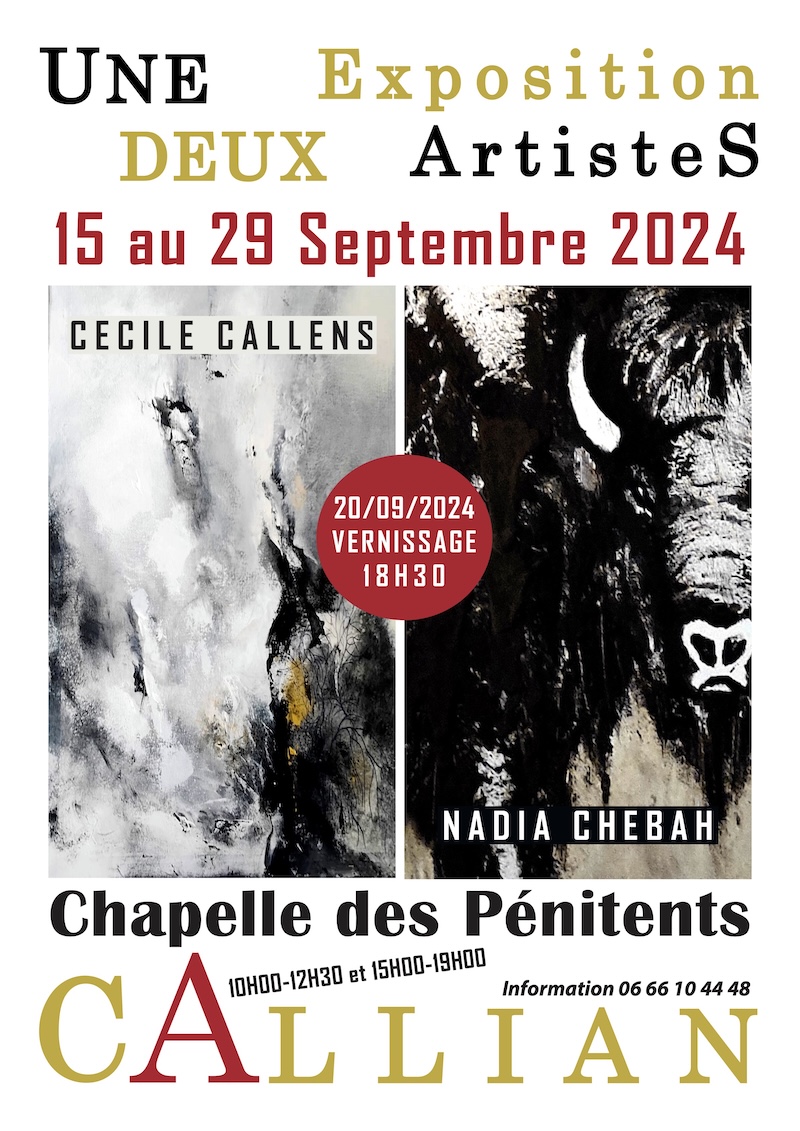 UNE Exposition
DEUX ArtisteS
15 au 29 Septembre 2024
CECILE CALLENS
20/09/2024
VERNISSAGE
18H30
NADIA CHEBAH
Chapelle des Pénitents
10H00-12H30 et 15H00-19H00
Information 06 66 10 44 48
CALLIAN